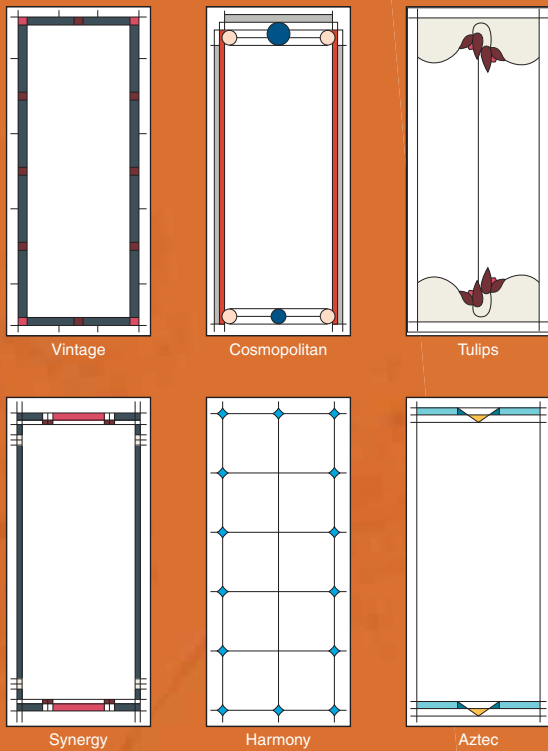 Vintage
Cosmopolitan
Tulips
Synergy
Harmony
Aztec